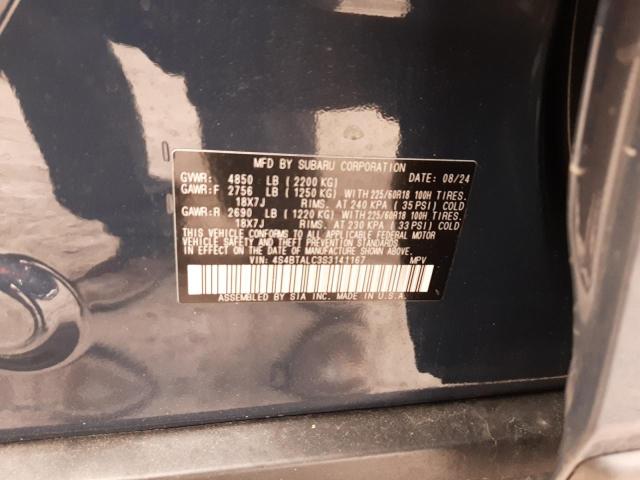 MFD BY SUBARU CORPORATION
GVWR: 4850 LB (2200 KG) DATE: 08/24
GAWR:F 2756 LB (1250 KG) WITH 225/60R18 100H TIRES.
18X7J RIMS. AT 240 KPA (35 PSI) COLD
GAWR:R 2690 LB (1220 KG) WITH 225/60R18 100H TIRES.
18X7J RIMS. AT 230 KPA (33 PSI) COLD
THIS VEHICLE CONFORMS TO ALL APPLICABLE FEDERAL MOTOR
VEHICLE SAFETY, BUMPER, AND THEFT PREVENTION STANDARDS
IN EFFECT ON THE DATE OF MANUFACTURE SHOWN ABOVE.
VIN: 4S4BTALC3S3141167 MPV
ASSEMBLED BY SIA INC. MADE IN U.S.A.